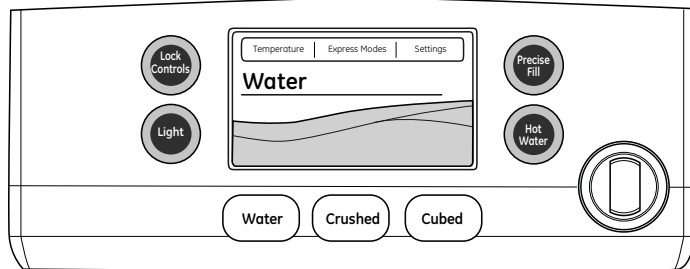 Lock
Controls
Temperature Express Modes Settings
Precise
Fill
Water
Light
Hot
Water
Water Crushed Cubed